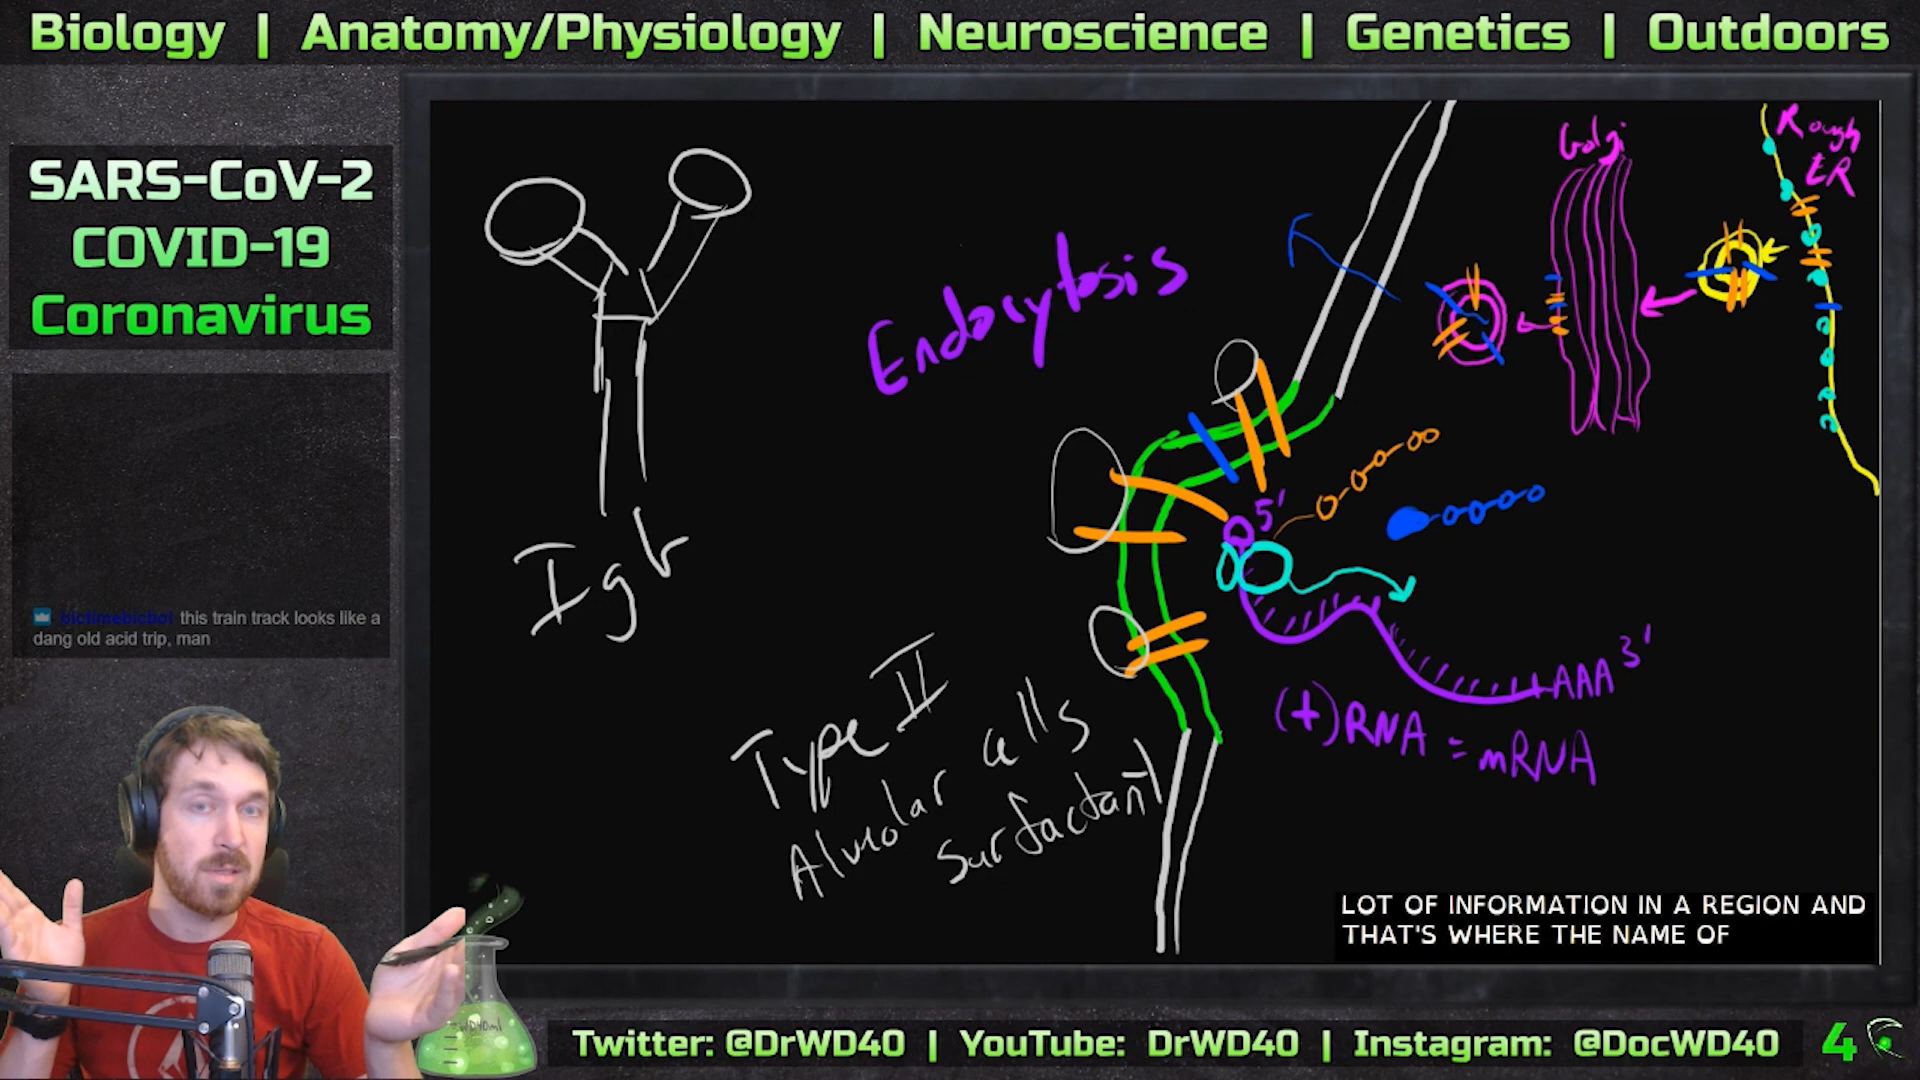 Biology | Anatomy/Physiology | Neuroscience | Genetics | Outdoors
SARS-CoV-2
COVID-19
Coronavirus
bictimebicboi this train track looks like a
dang old acid trip, man
Golgi
Rough
ER
Endocytosis
5'
AAA 3'
(+)RNA = mRNA
Type II
Alveolar cells
Surfactant
LOT OF INFORMATION IN A REGION AND
THAT'S WHERE THE NAME OF
Twitter: @DrWD40 | YouTube: DrWD40 | Instagram: @DocWD40
4